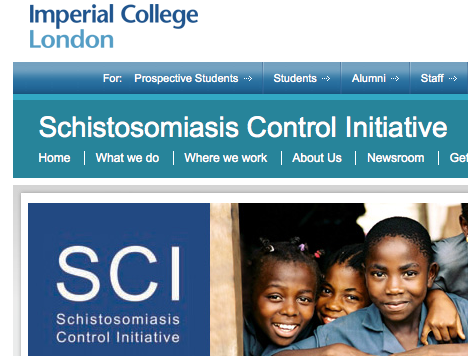 Imperial College
London
For: Prospective Students Students Alumni Staff
Schistosomiasis Control Initiative
Home What we do Where we work About Us Newsroom Get
SCI
Schistosomiasis
Control Initiative